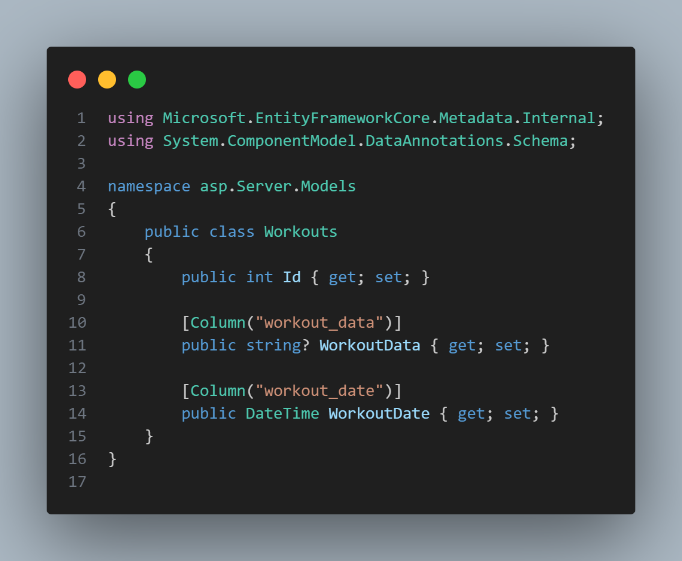 1 using Microsoft.EntityFrameworkCore.Metadata.Internal;
2 using System.ComponentModel.DataAnnotations.Schema;
3
4 namespace asp.Server.Models
5 {
6     public class Workouts
7     {
8         public int Id { get; set; }
9
10         [Column("workout_data")]
11         public string? WorkoutData { get; set; }
12
13         [Column("workout_date")]
14         public DateTime WorkoutDate { get; set; }
15     }
16 }
17